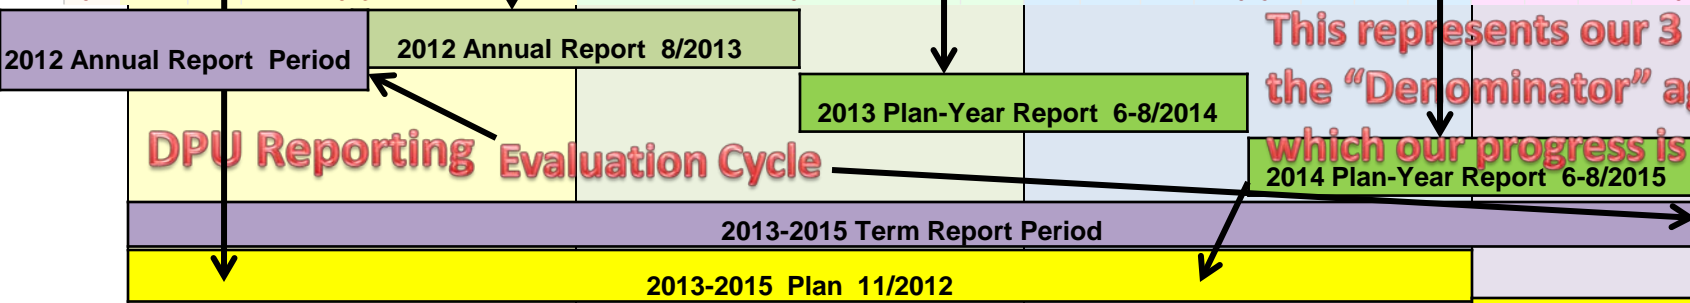 2012 Annual Report Period
2012 Annual Report 8/2013
This represents our 3
the “Denominator”
2013 Plan-Year Report 6-8/2014
DPU Reporting
Evaluation Cycle
which our progress is
2014 Plan-Year Report 6-8/2015
2013-2015 Term Report Period
2013-2015 Plan 11/2012